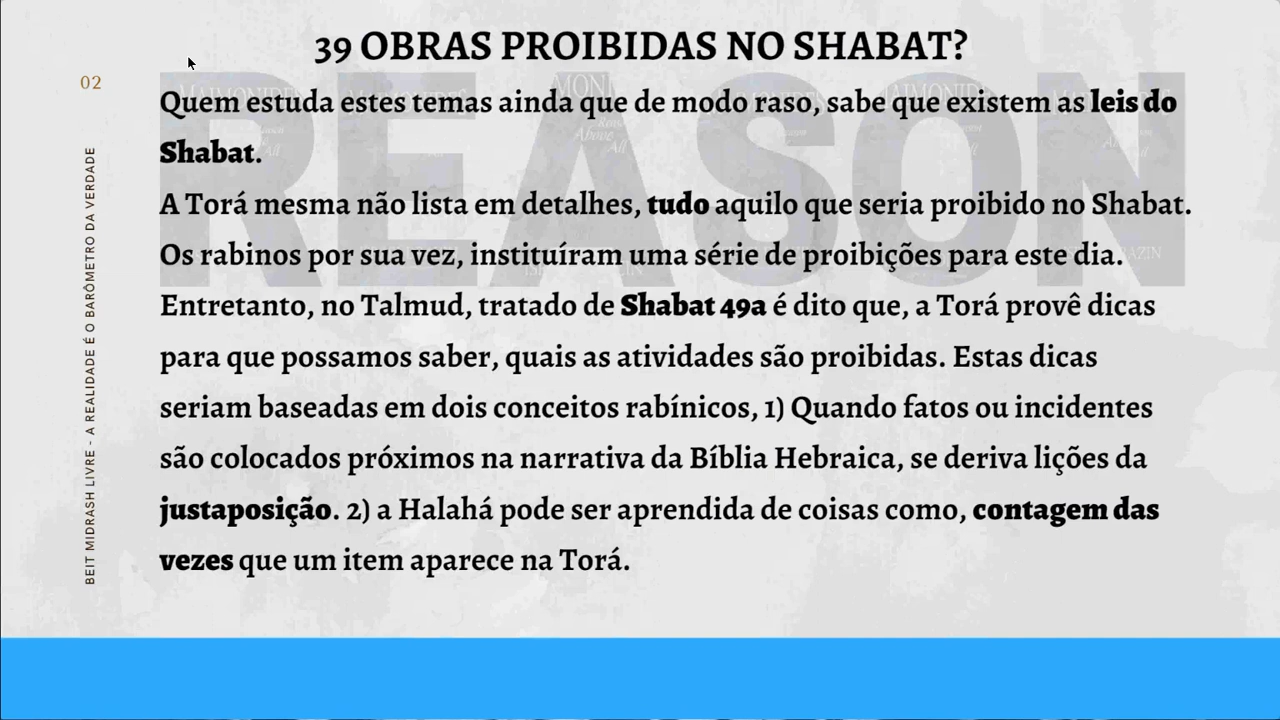 39 OBRAS PROIBIDAS NO SHABAT?
02
Quem estuda estes temas ainda que de modo raso, sabe que existem as leis do
Shabat.
A Torá mesma não lista em detalhes, tudo aquilo que seria proibido no Shabat.
Os rabinos por sua vez, instituíram uma série de proibições para este dia.
Entretanto, no Talmud, tratado de Shabat 49a é dito que, a Torá provê dicas
para que possamos saber, quais as atividades são proibidas. Estas dicas
seriam baseadas em dois conceitos rabínicos, 1) Quando fatos ou incidentes
são colocados próximos na narrativa da Bíblia Hebraica, se deriva lições da
justaposição. 2) a Halahá pode ser aprendida de coisas como, contagem das
vezes que um item aparece na Torá.
BEIT MIDRASH LIVRE - A REALIDADE É O BARÔMETRO DA VERDADE
REASON